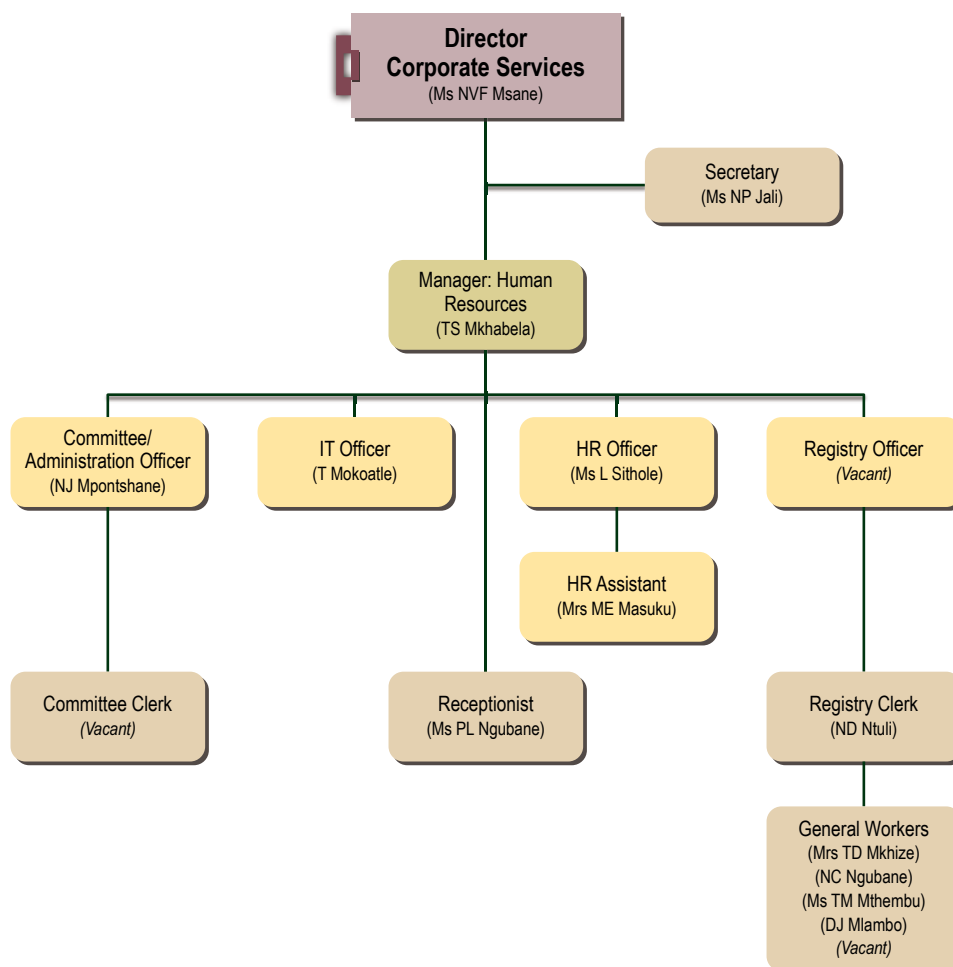 Director
Corporate Services
(Ms NVF Msane)
Secretary
(Ms NP Jali)
Manager: Human
Resources
(TS Mkhabela)
Committee/
Administration Officer
(NJ Mpontshane)
IT Officer
(T Mokoatle)
HR Officer
(Ms L Sithole)
Registry Officer
(Vacant)
HR Assistant
(Mrs ME Masuku)
Committee Clerk
(Vacant)
Receptionist
(Ms PL Ngubane)
Registry Clerk
(ND Ntuli)
General Workers
(Mrs TD Mkhize)
(NC Ngubane)
(Ms TM Mthembu)
(DJ Mlambo)
(Vacant)